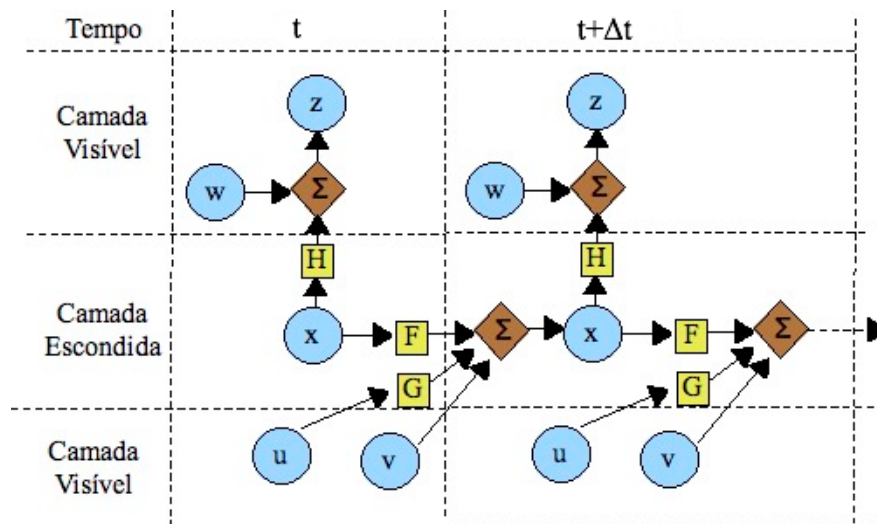 Tempo t t+Δt
z z
Camada
Visível
w Σ w Σ
H H
Camada
Escondida
x F Σ x F Σ
G G
Camada
Visível
u v u v